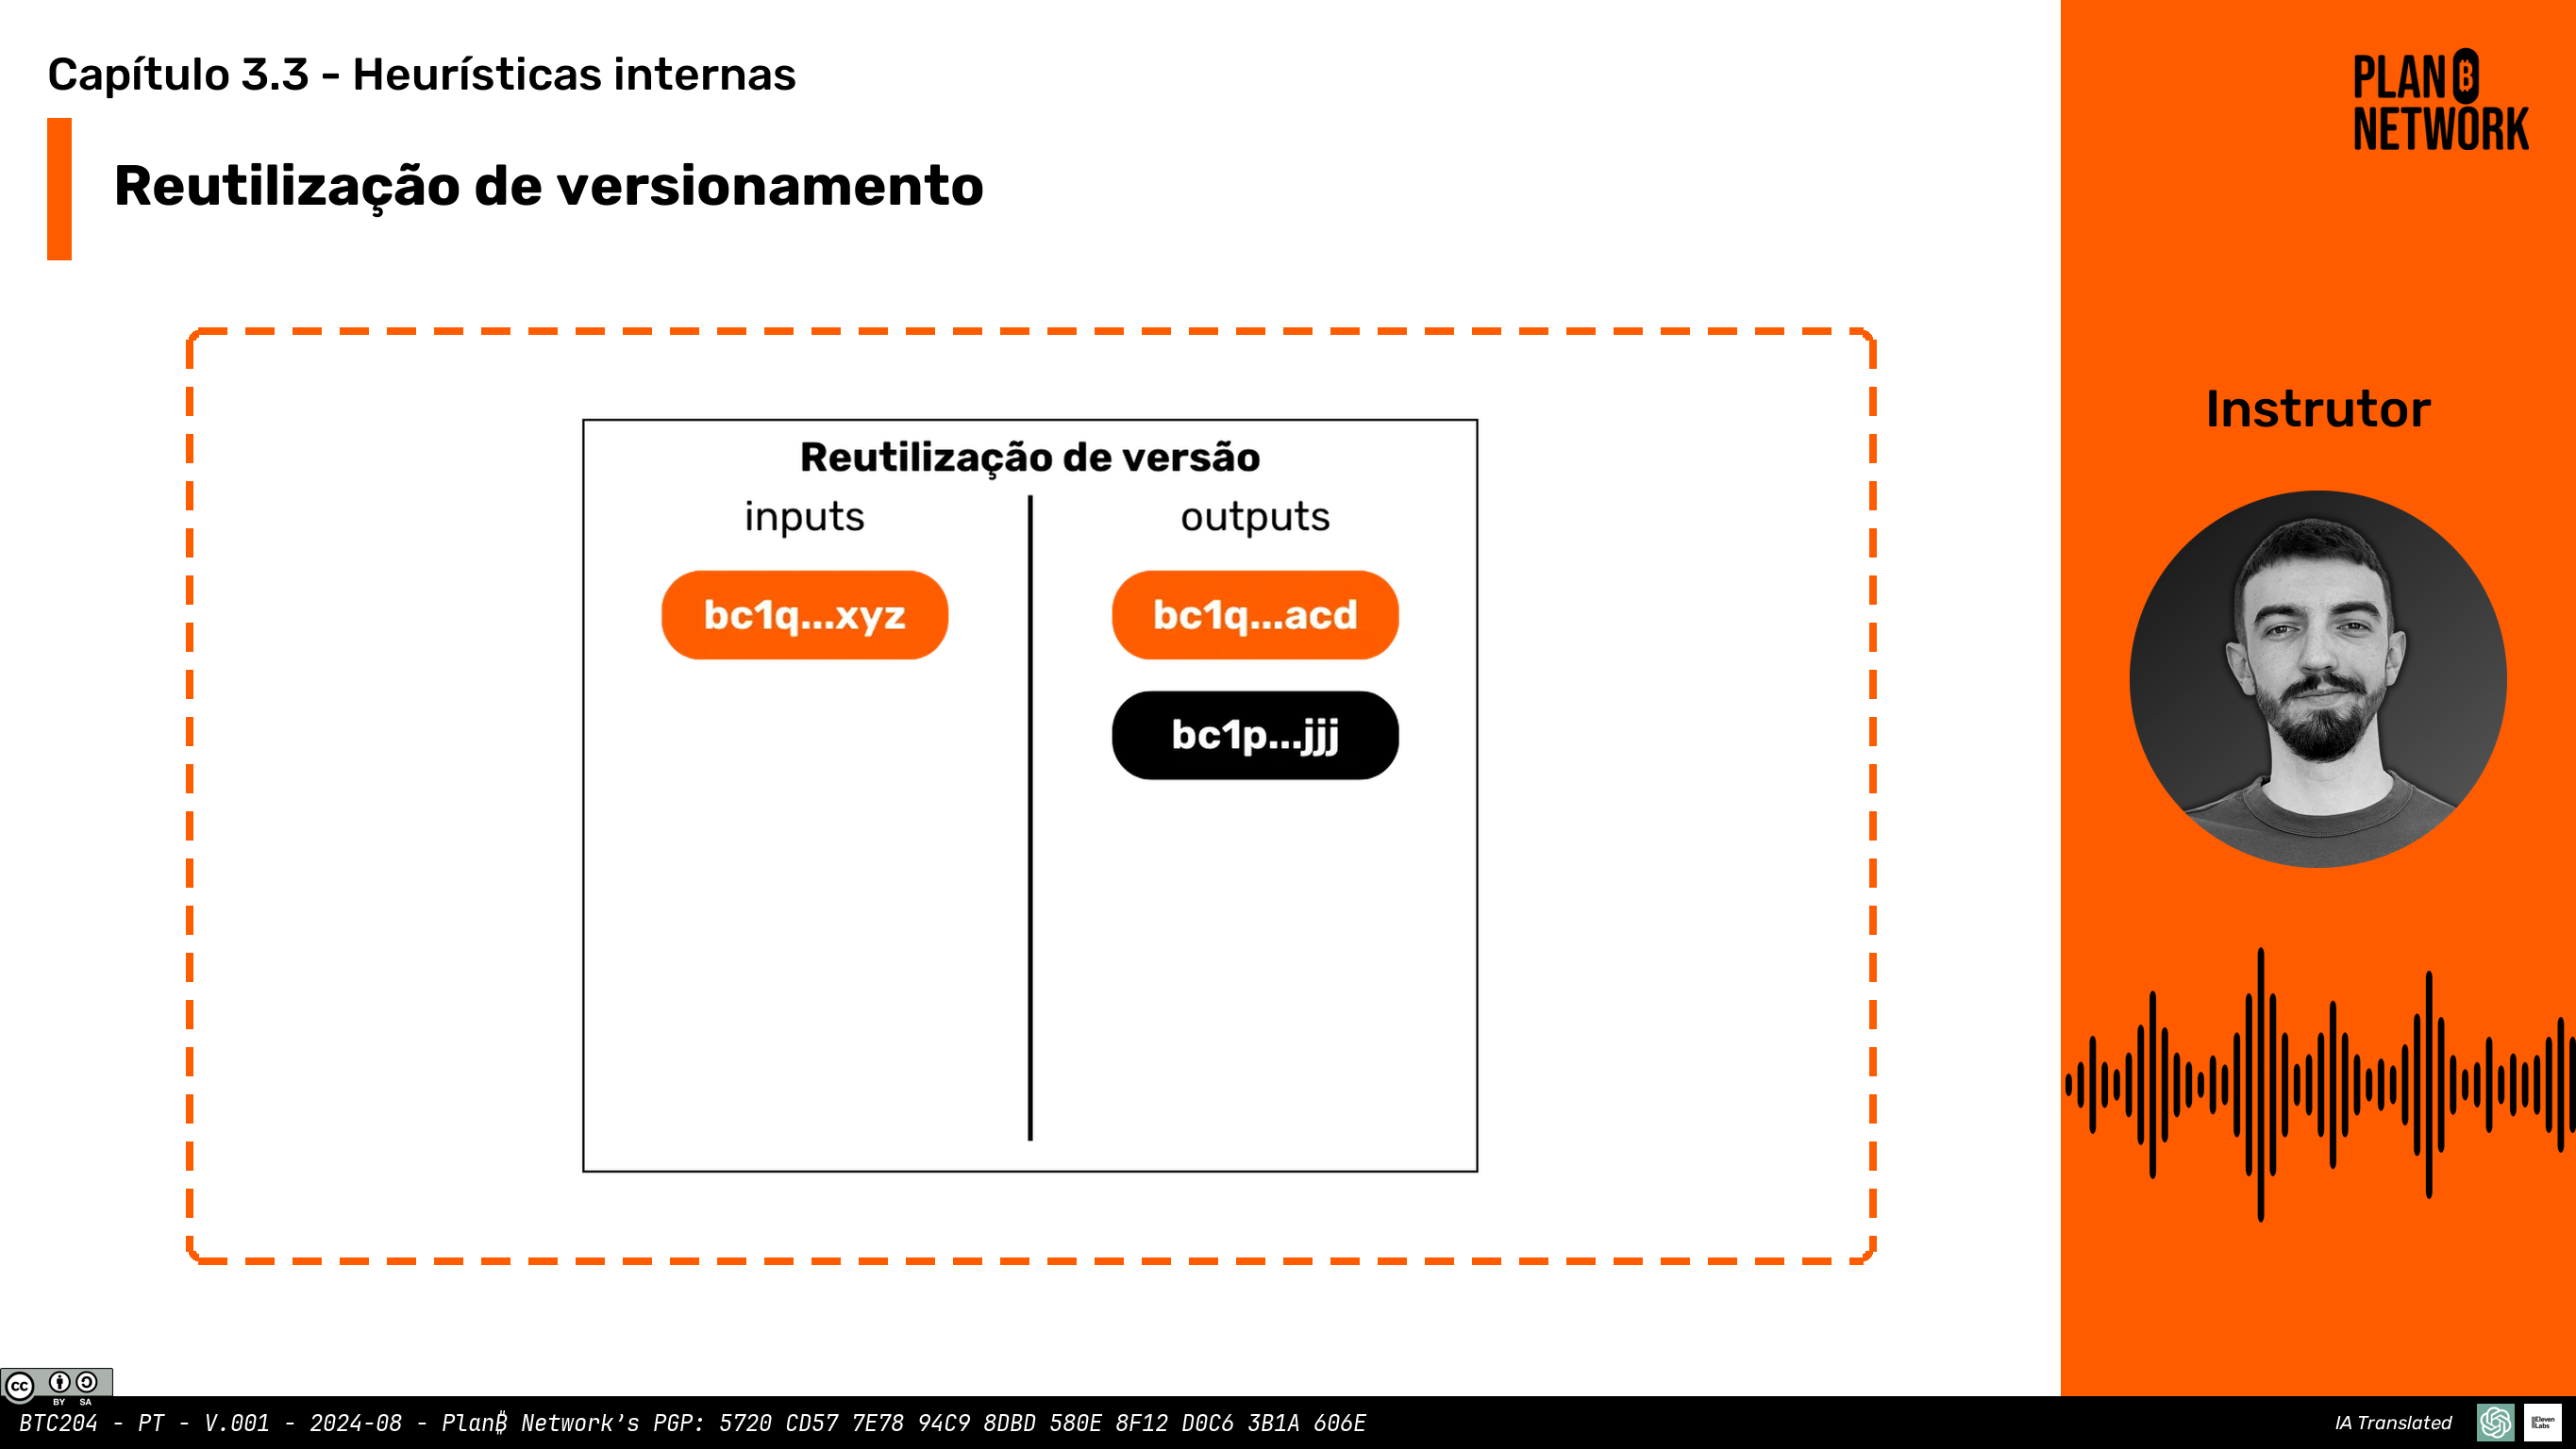 Capítulo 3.3 - Heurísticas internas
Reutilização de versionamento
PLAN ₿
NETWORK
Instrutor
Reutilização de versão
inputs
outputs
bc1q...xyz
bc1q...acd
bc1p...jjj
cc
BY SA
BTC204 - PT - V.001 - 2024-08 - Plan₿ Network's PGP: 5720 CD57 7E78 94C9 8DBD 580E 8F12 D0C6 3B1A 606E
IA Translated
IIElevenLabs